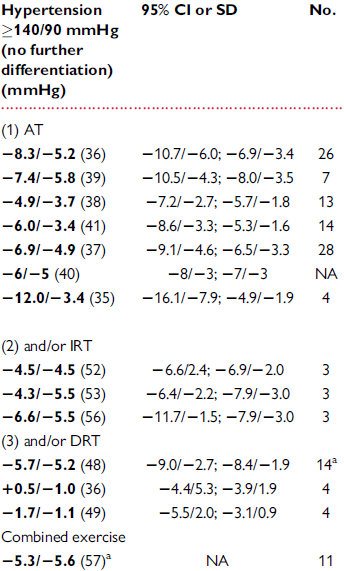 Hypertension 95% CI or SD No.
≥140/90 mmHg
(no further
differentiation)
(mmHg)
(1) AT
−8.3/−5.2 (36) −10.7/−6.0; −6.9/−3.4 26
−7.4/−5.8 (39) −10.5/−4.3; −8.0/−3.5 7
−4.9/−3.7 (38) −7.2/−2.7; −5.7/−1.8 13
−6.0/−3.4 (41) −8.6/−3.3; −5.3/−1.6 14
−6.9/−4.9 (37) −9.1/−4.6; −6.5/−3.3 28
−6/−5 (40) −8/−3; −7/−3 NA
−12.0/−3.4 (35) −16.1/−7.9; −4.9/−1.9 4
(2) and/or IRT
−4.5/−4.5 (52) −6.6/2.4; −6.9/−2.0 3
−4.3/−5.5 (53) −6.4/−2.2; −7.9/−3.0 3
−6.6/−5.5 (56) −11.7/−1.5; −7.9/−3.0 3
(3) and/or DRT
−5.7/−5.2 (48) −9.0/−2.7; −8.4/−1.9 14ᵃ
+0.5/−1.0 (36) −4.4/5.3; −3.9/1.9 4
−1.7/−1.1 (49) −5.5/2.0; −3.1/0.9 4
Combined exercise
−5.3/−5.6 (57)ᵃ NA 11